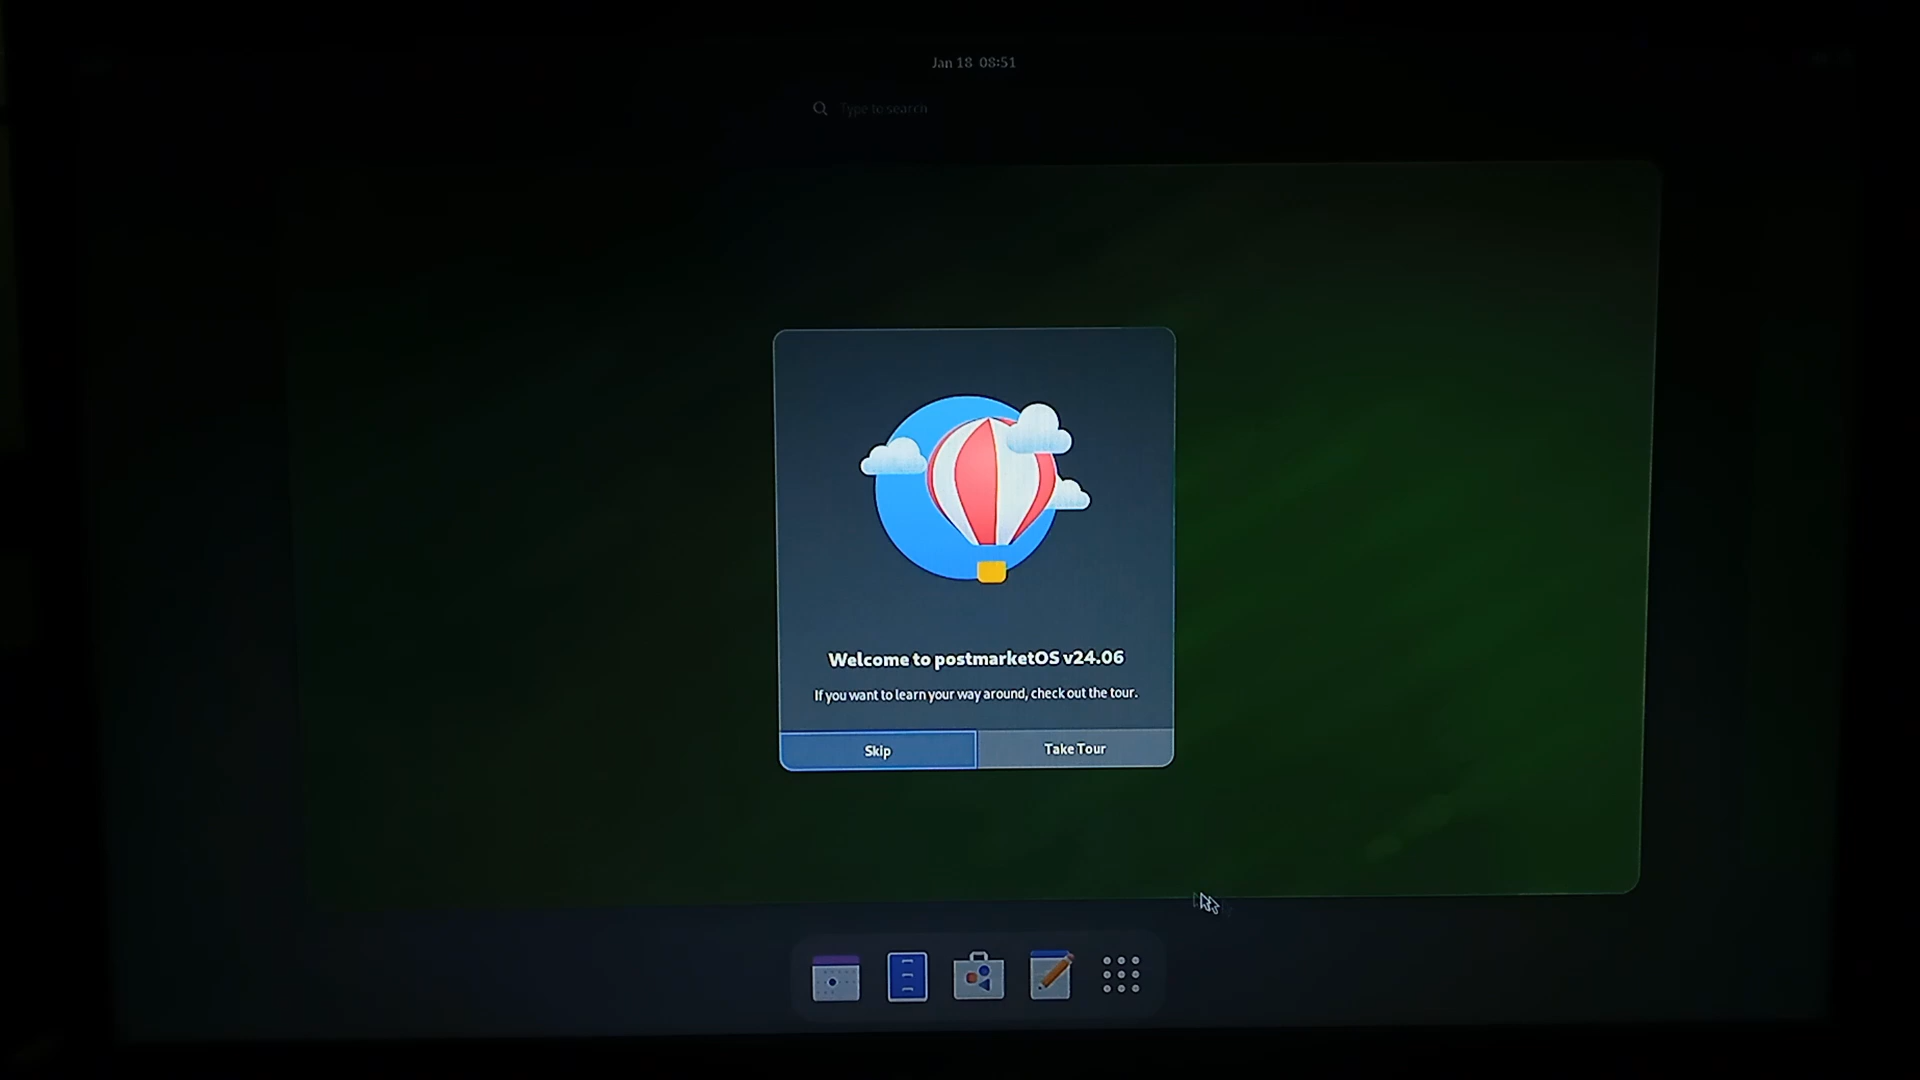 Jan 18 08:51
Type to search
Welcome to postmarketOS v24.06
If you want to learn your way around, check out the tour.
Skip
Take Tour